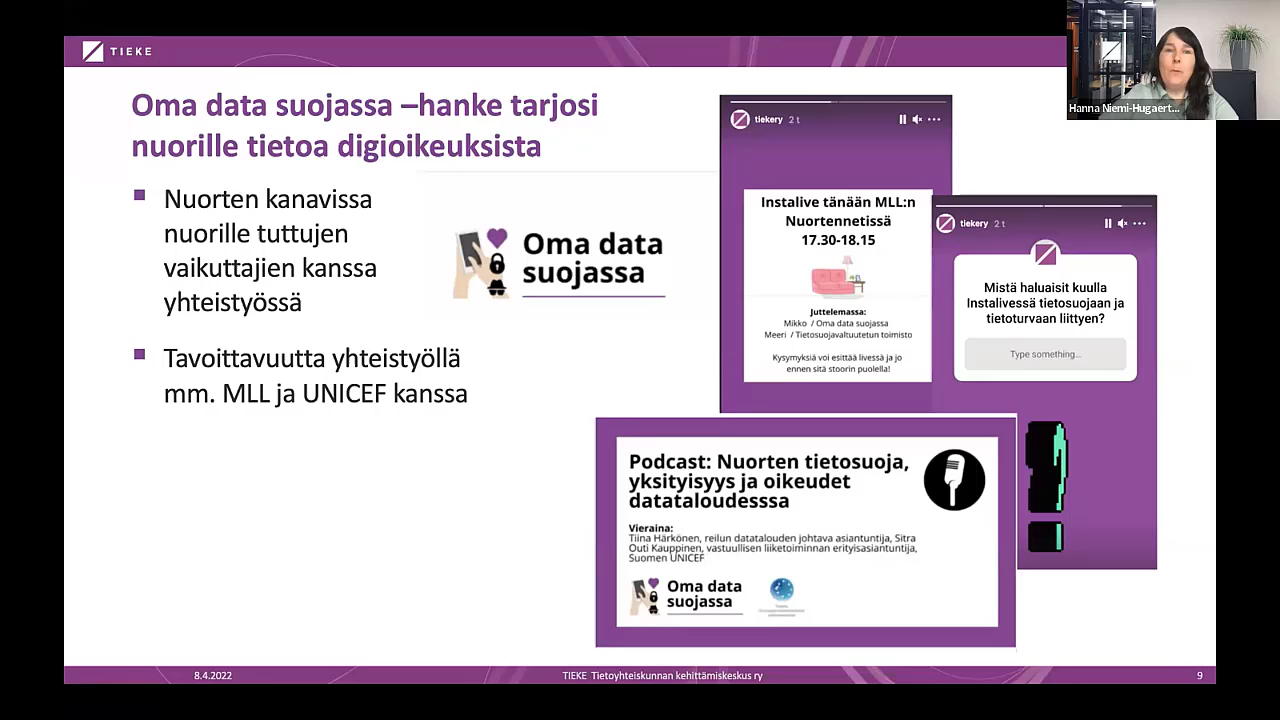 TIEKE
Hanna Niemi-Hugaert...
Oma data suojassa –hanke tarjosi
nuorille tietoa digioikeuksista
Nuorten kanavissa
nuorille tuttujen
vaikuttajien kanssa
yhteistyössä
Tavoittavuutta yhteistyöllä
mm. MLL ja UNICEF kanssa
Oma data
suojassa
tiekery 2 t
Instalive tänään MLL:n
Nuortennetissä
17.30-18.15
Juttelemassa:
Mikko / Oma data suojassa
Meeri / Tietosuojavaltuutetun toimisto
Kysymyksiä voi esittää livessä ja jo
ennen sitä stoorin puolella!
tiekery 2 t
Mistä haluaisit kuulla
Instalivessä tietosuojaan ja
tietoturvaan liittyen?
Type something...
Podcast: Nuorten tietosuoja,
yksityisyys ja oikeudet
datataloudesssa
Vieraina:
Tiina Härkönen, reilun datatalouden johtava asiantuntija, Sitra
Outi Kauppinen, vastuullisen liiketoiminnan erityisasiantuntija,
Suomen UNICEF
Oma data
suojassa
8.4.2022
TIEKE Tietoyhteiskunnan kehittämiskeskus ry
9